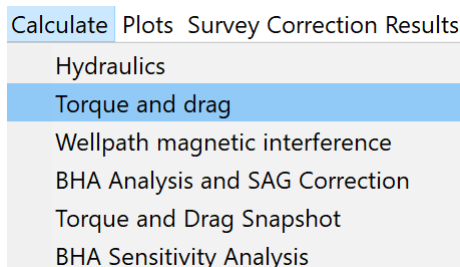 Calculate Plots Survey Correction Results
Hydraulics
Torque and drag
Wellpath magnetic interference
BHA Analysis and SAG Correction
Torque and Drag Snapshot
BHA Sensitivity Analysis